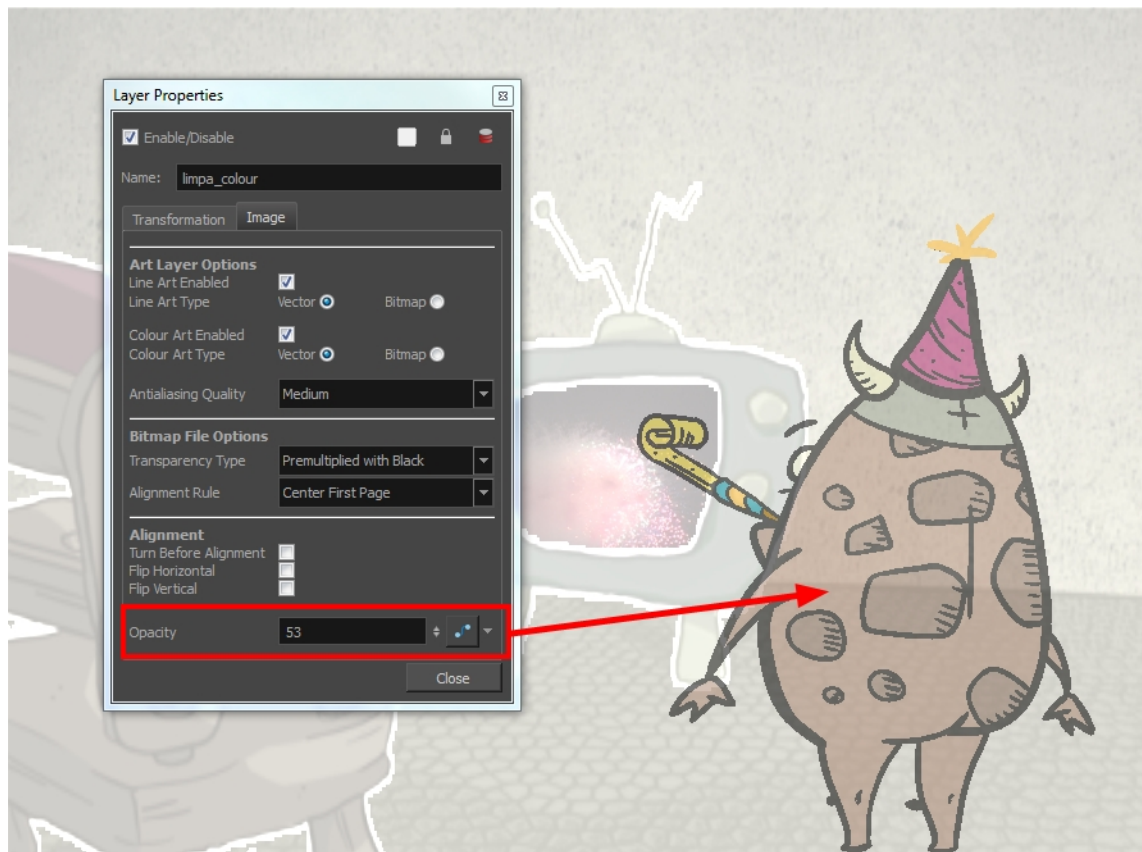 Layer Properties
Enable/Disable
Name: limpa_colour
Transformation Image
Art Layer Options
Line Art Enabled
Line Art Type Vector Bitmap
Colour Art Enabled
Colour Art Type Vector Bitmap
Antialiasing Quality Medium
Bitmap File Options
Transparency Type Premultiplied with Black
Alignment Rule Center First Page
Alignment
Turn Before Alignment
Flip Horizontal
Flip Vertical
Opacity 53
Close